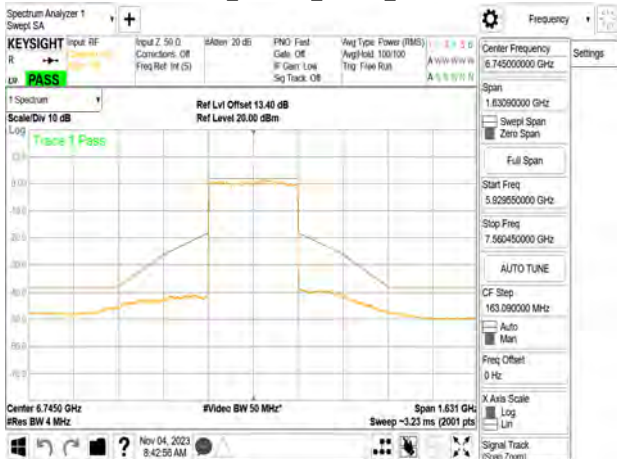 Spectrum Analyzer 1
Swept SA
Frequency
KEYSIGHT
Input: RF
Input Z: 50 Ω
#Atten: 20 dB
PNO: Fast
Avg Type: Power (RMS)
R
Corrections: Off
Gate: Off
Avg|Hold: 100/100
Freq Ref: Int (S)
IF Gain: Low
Trig: Free Run
Sig Track: Off
PASS
1 Spectrum
Scale/Div 10 dB
Ref Lvl Offset 13.40 dB
Ref Level 20.00 dBm
Log
Trace 1 Pass
Center 6.7450 GHz
#Video BW 50 MHz*
Span 1.631 GHz
#Res BW 4 MHz
Sweep ~3.23 ms (2001 pts)
Nov 04, 2023
8:42:56 AM
Center Frequency
6.745000000 GHz
Settings
Span
1.63090000 GHz
Swept Span
Zero Span
Full Span
Start Freq
5.929550000 GHz
Stop Freq
7.560450000 GHz
AUTO TUNE
CF Step
163.090000 MHz
Auto
Man
Freq Offset
0 Hz
X Axis Scale
Log
Lin
Signal Track
(Span Zoom)